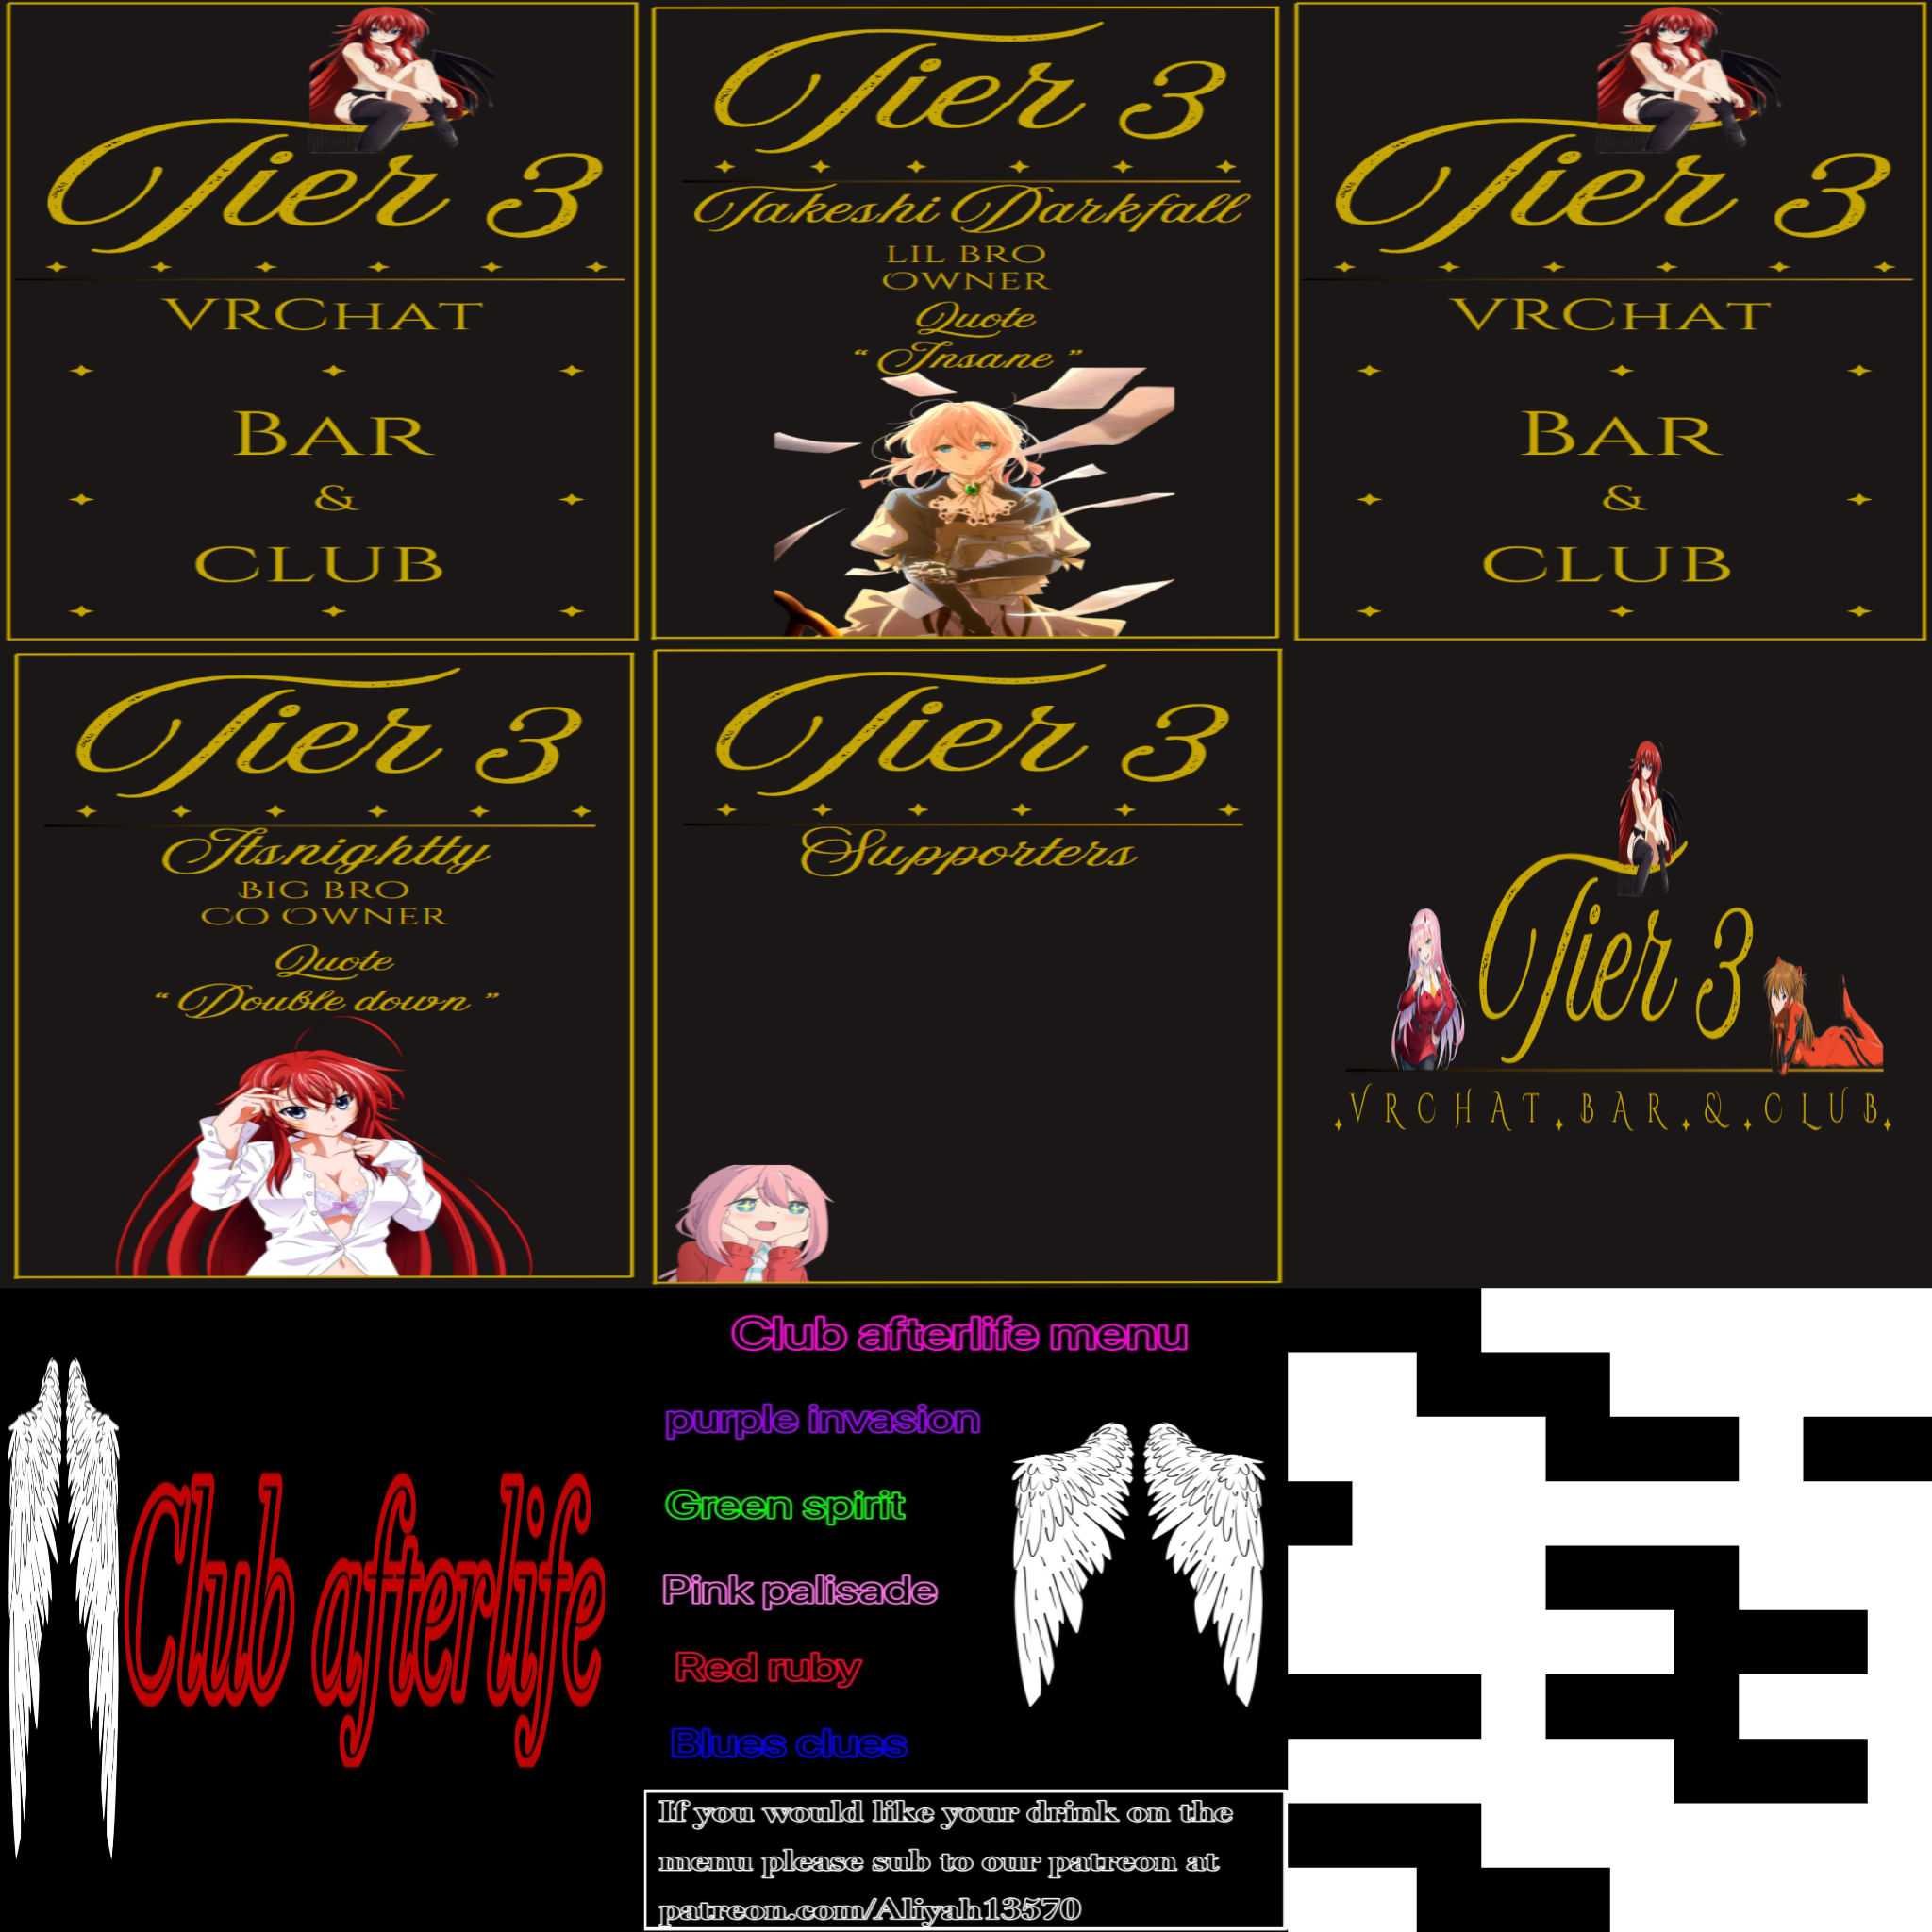 Tier 3
VRChat
Bar
&
Club
Tier 3
Takeshi Darkfall
Lil Bro
Owner
Quote
“ Insane ”
Tier 3
VRChat
Bar
&
Club
Tier 3
Itsnightty
Big Bro
Co Owner
Quote
“ Double down ”
Tier 3
Supporters
Tier 3
VRCHAT BAR & CLUB
Club afterlife
Club afterlife menu
purple invasion
Green spirit
Pink palisade
Red ruby
Blues clues
If you would like your drink on the
menu please sub to our patreon at
patreon.com/Aliyah13570